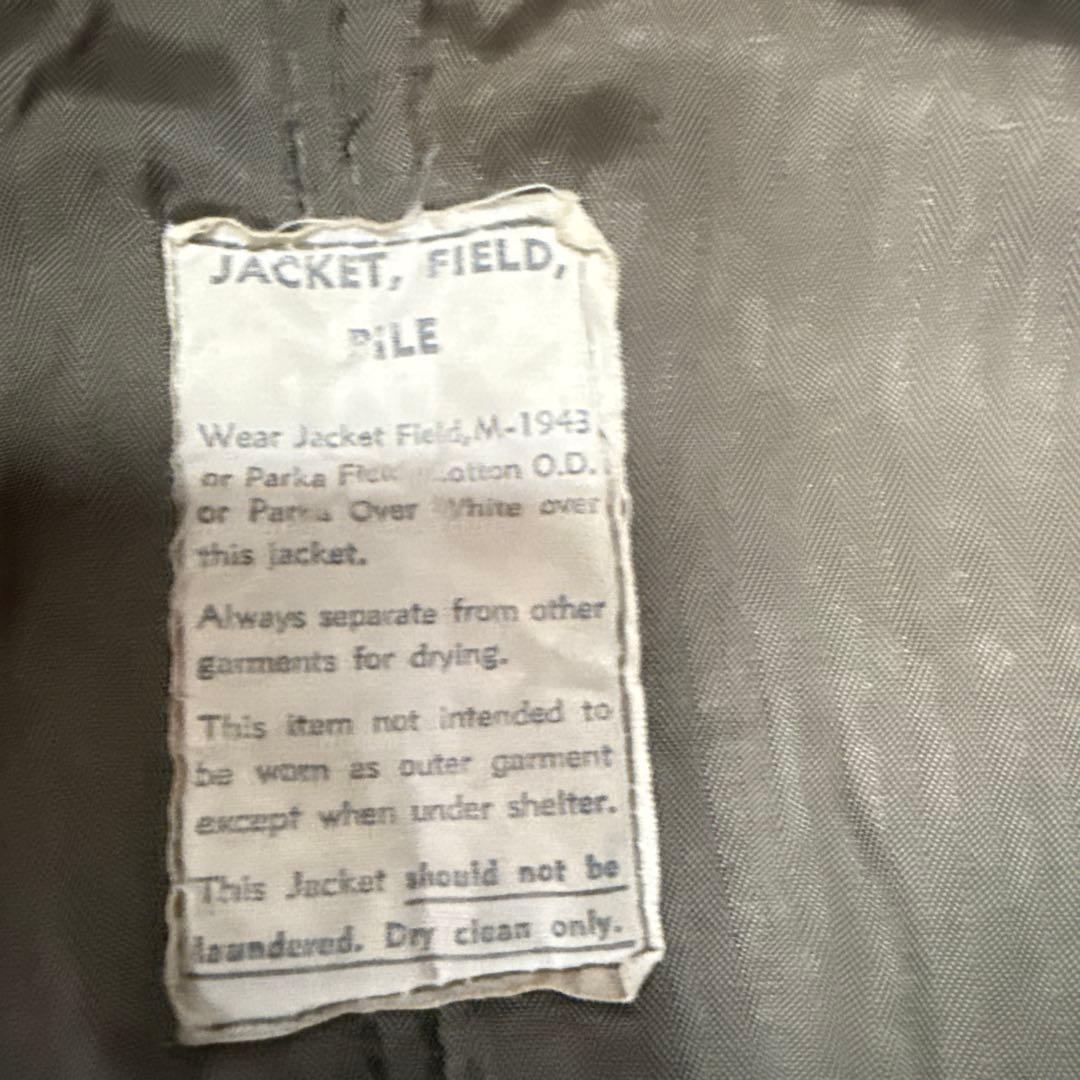 JACKET, FIELD,
PILE
Wear Jacket Field, M-1943
or Parka Field Cotton O.D.
or Parka Over White over
this jacket.
Always separate from other
garments for drying.
This item not intended to
be worn as outer garment
except when under shelter.
This Jacket should not be
laundered. Dry clean only.